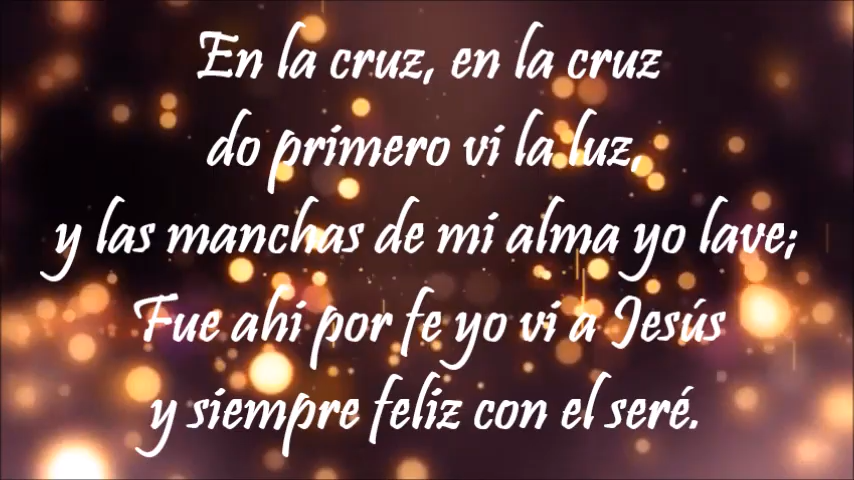 En la cruz, en la cruz
do primero vi la luz,
y las manchas de mi alma yo lave;
Fue ahi por fe yo vi a Jesús
y siempre feliz con el seré.